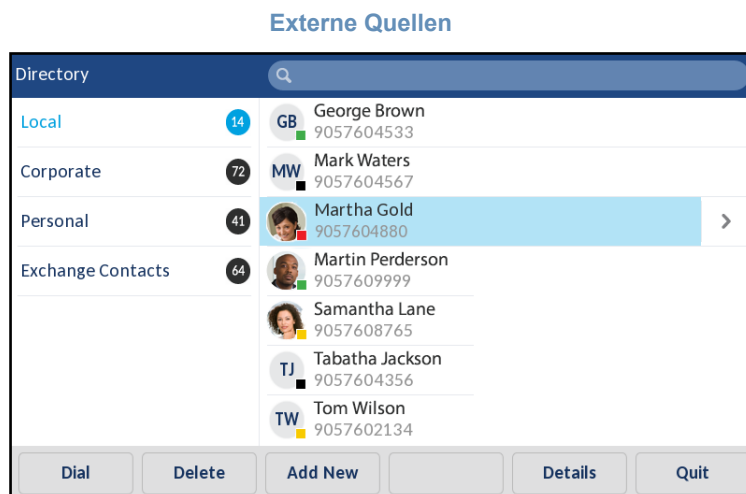 Externe Quellen
Directory
Local 14
Corporate 72
Personal 41
Exchange Contacts 64
GB George Brown
9057604533
MW Mark Waters
9057604567
Martha Gold
9057604880
Martin Perderson
9057609999
Samantha Lane
9057608765
TJ Tabatha Jackson
9057604356
TW Tom Wilson
9057602134
Dial Delete Add New Details Quit